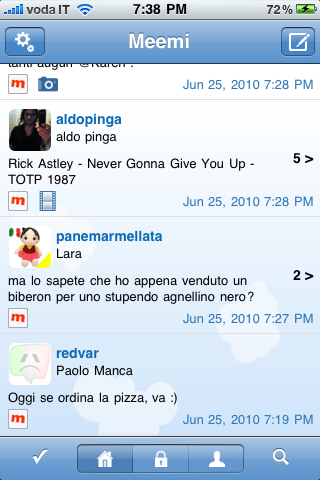 voda IT 7:38 PM 72%
Meemi
tanti auguri @Karen !
m Jun 25, 2010 7:28 PM
aldopinga
aldo pinga
5 >
Rick Astley - Never Gonna Give You Up -
TOTP 1987
m Jun 25, 2010 7:28 PM
panemarmellata
Lara
2 >
ma lo sapete che ho appena venduto un
biberon per uno stupendo agnellino nero?
m Jun 25, 2010 7:27 PM
redvar
Paolo Manca
Oggi se ordina la pizza, va :)
m Jun 25, 2010 7:19 PM